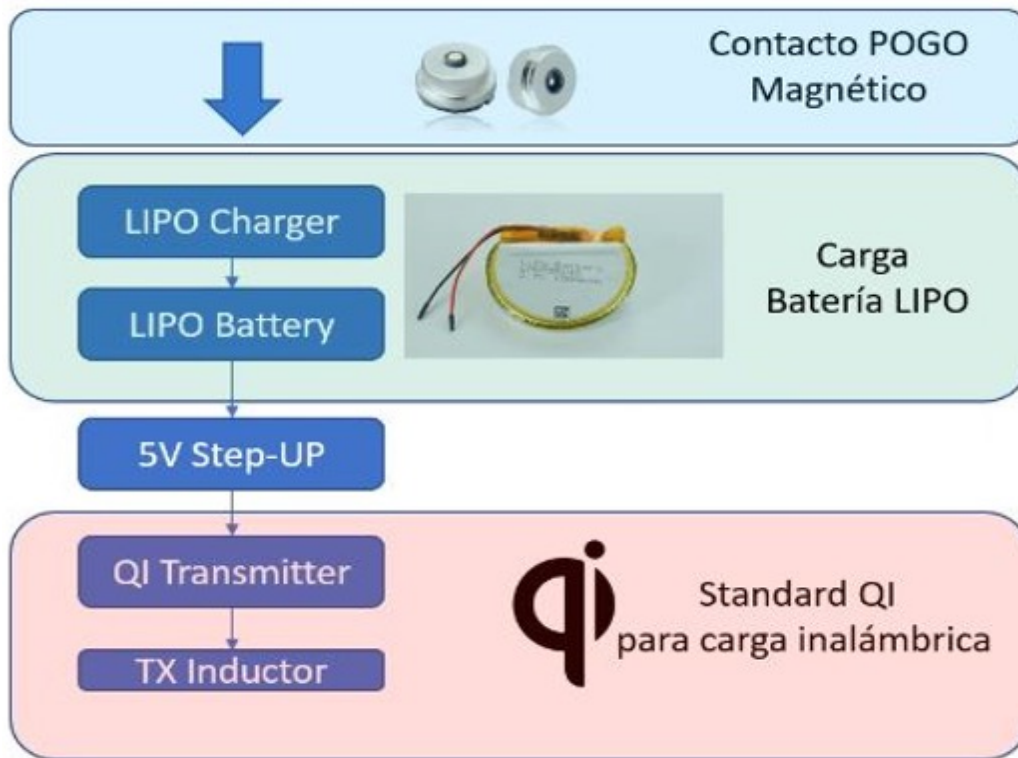 Contacto POGO
Magnético
LIPO Charger
LIPO Battery
Carga
Batería LIPO
5V Step-UP
QI Transmitter
TX Inductor
qi
Standard QI
para carga inalámbrica